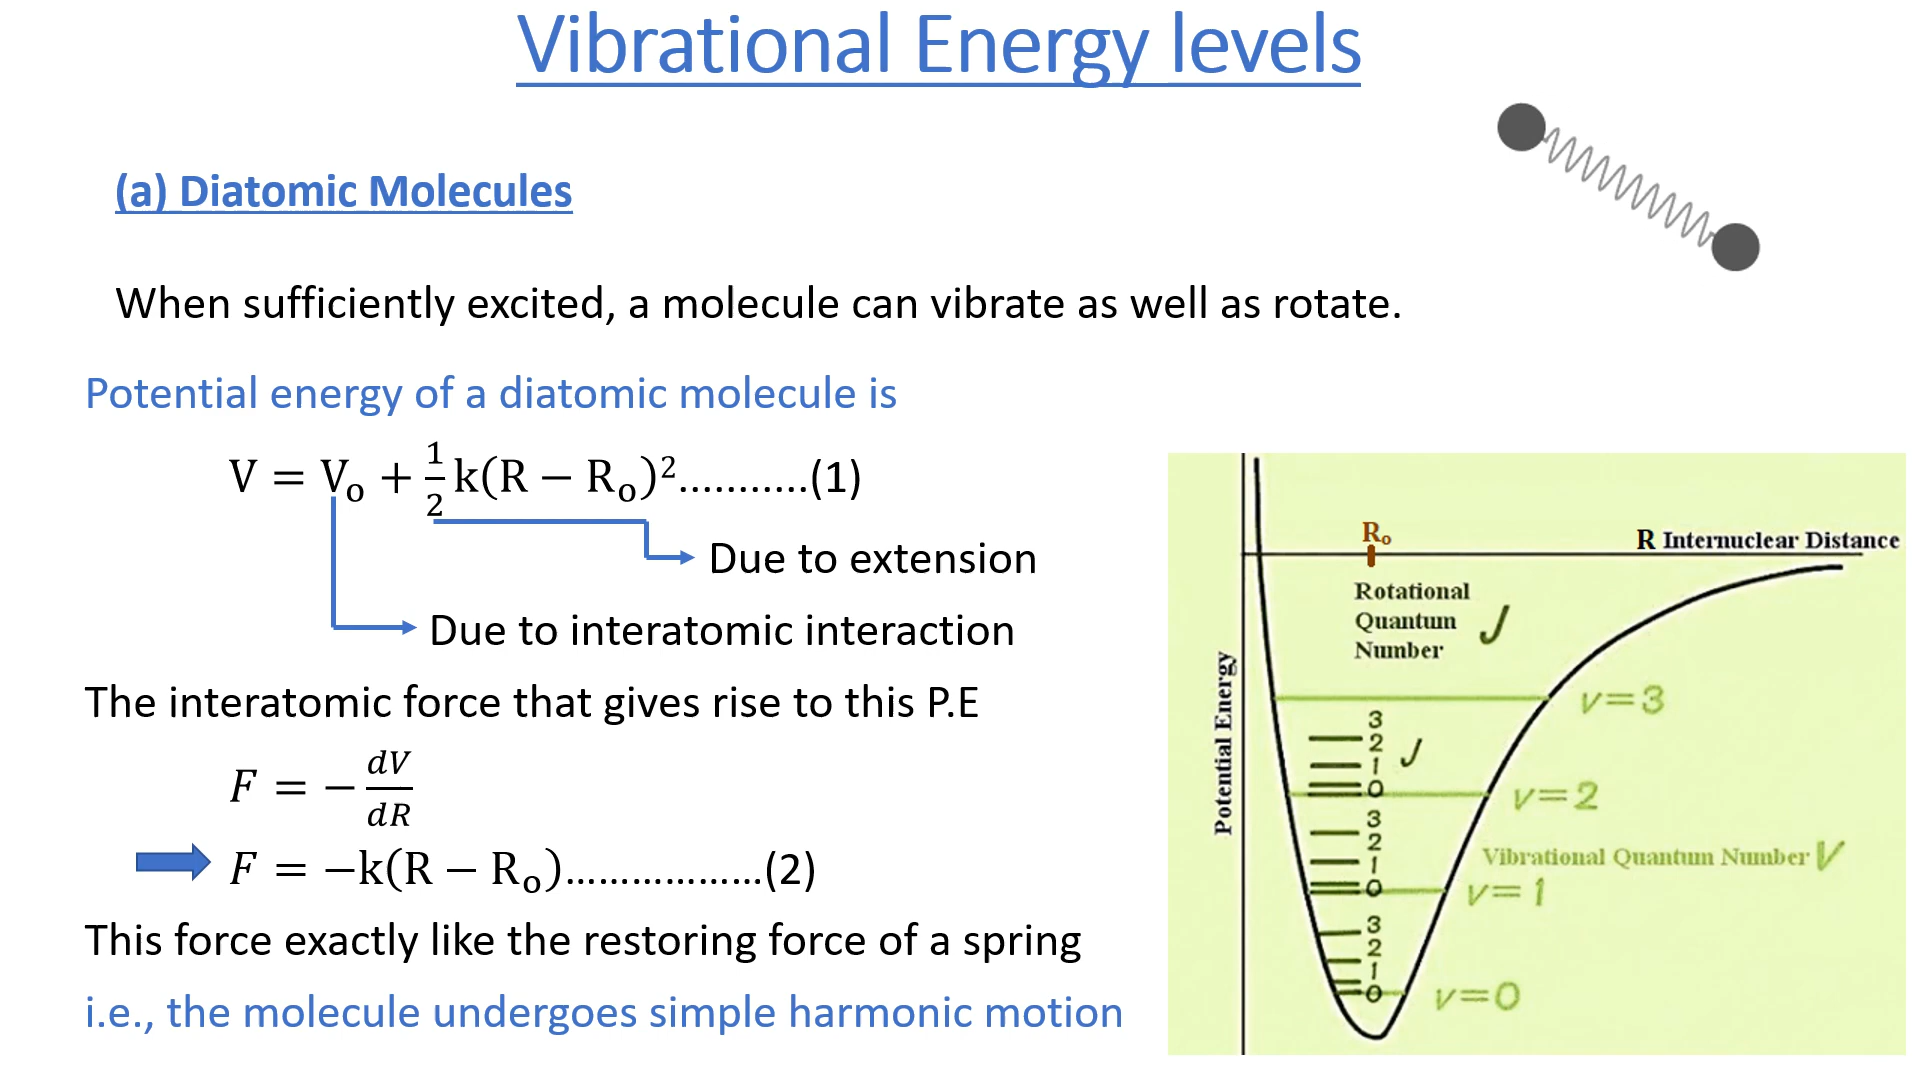 Vibrational Energy levels
(a) Diatomic Molecules
When sufficiently excited, a molecule can vibrate as well as rotate.
Potential energy of a diatomic molecule is
V = V₀ + ½ k(R − R₀)²...........(1)
Due to extension
Due to interatomic interaction
The interatomic force that gives rise to this P.E
F = − dV/dR
F = −k(R − R₀)..................(2)
This force exactly like the restoring force of a spring
i.e., the molecule undergoes simple harmonic motion
R₀
R Internuclear Distance
Rotational
Quantum
Number J
Potential Energy
v=3
3
2
1
0
J
v=2
3
2
1
0
Vibrational Quantum Number V
v=1
3
2
1
0
v=0